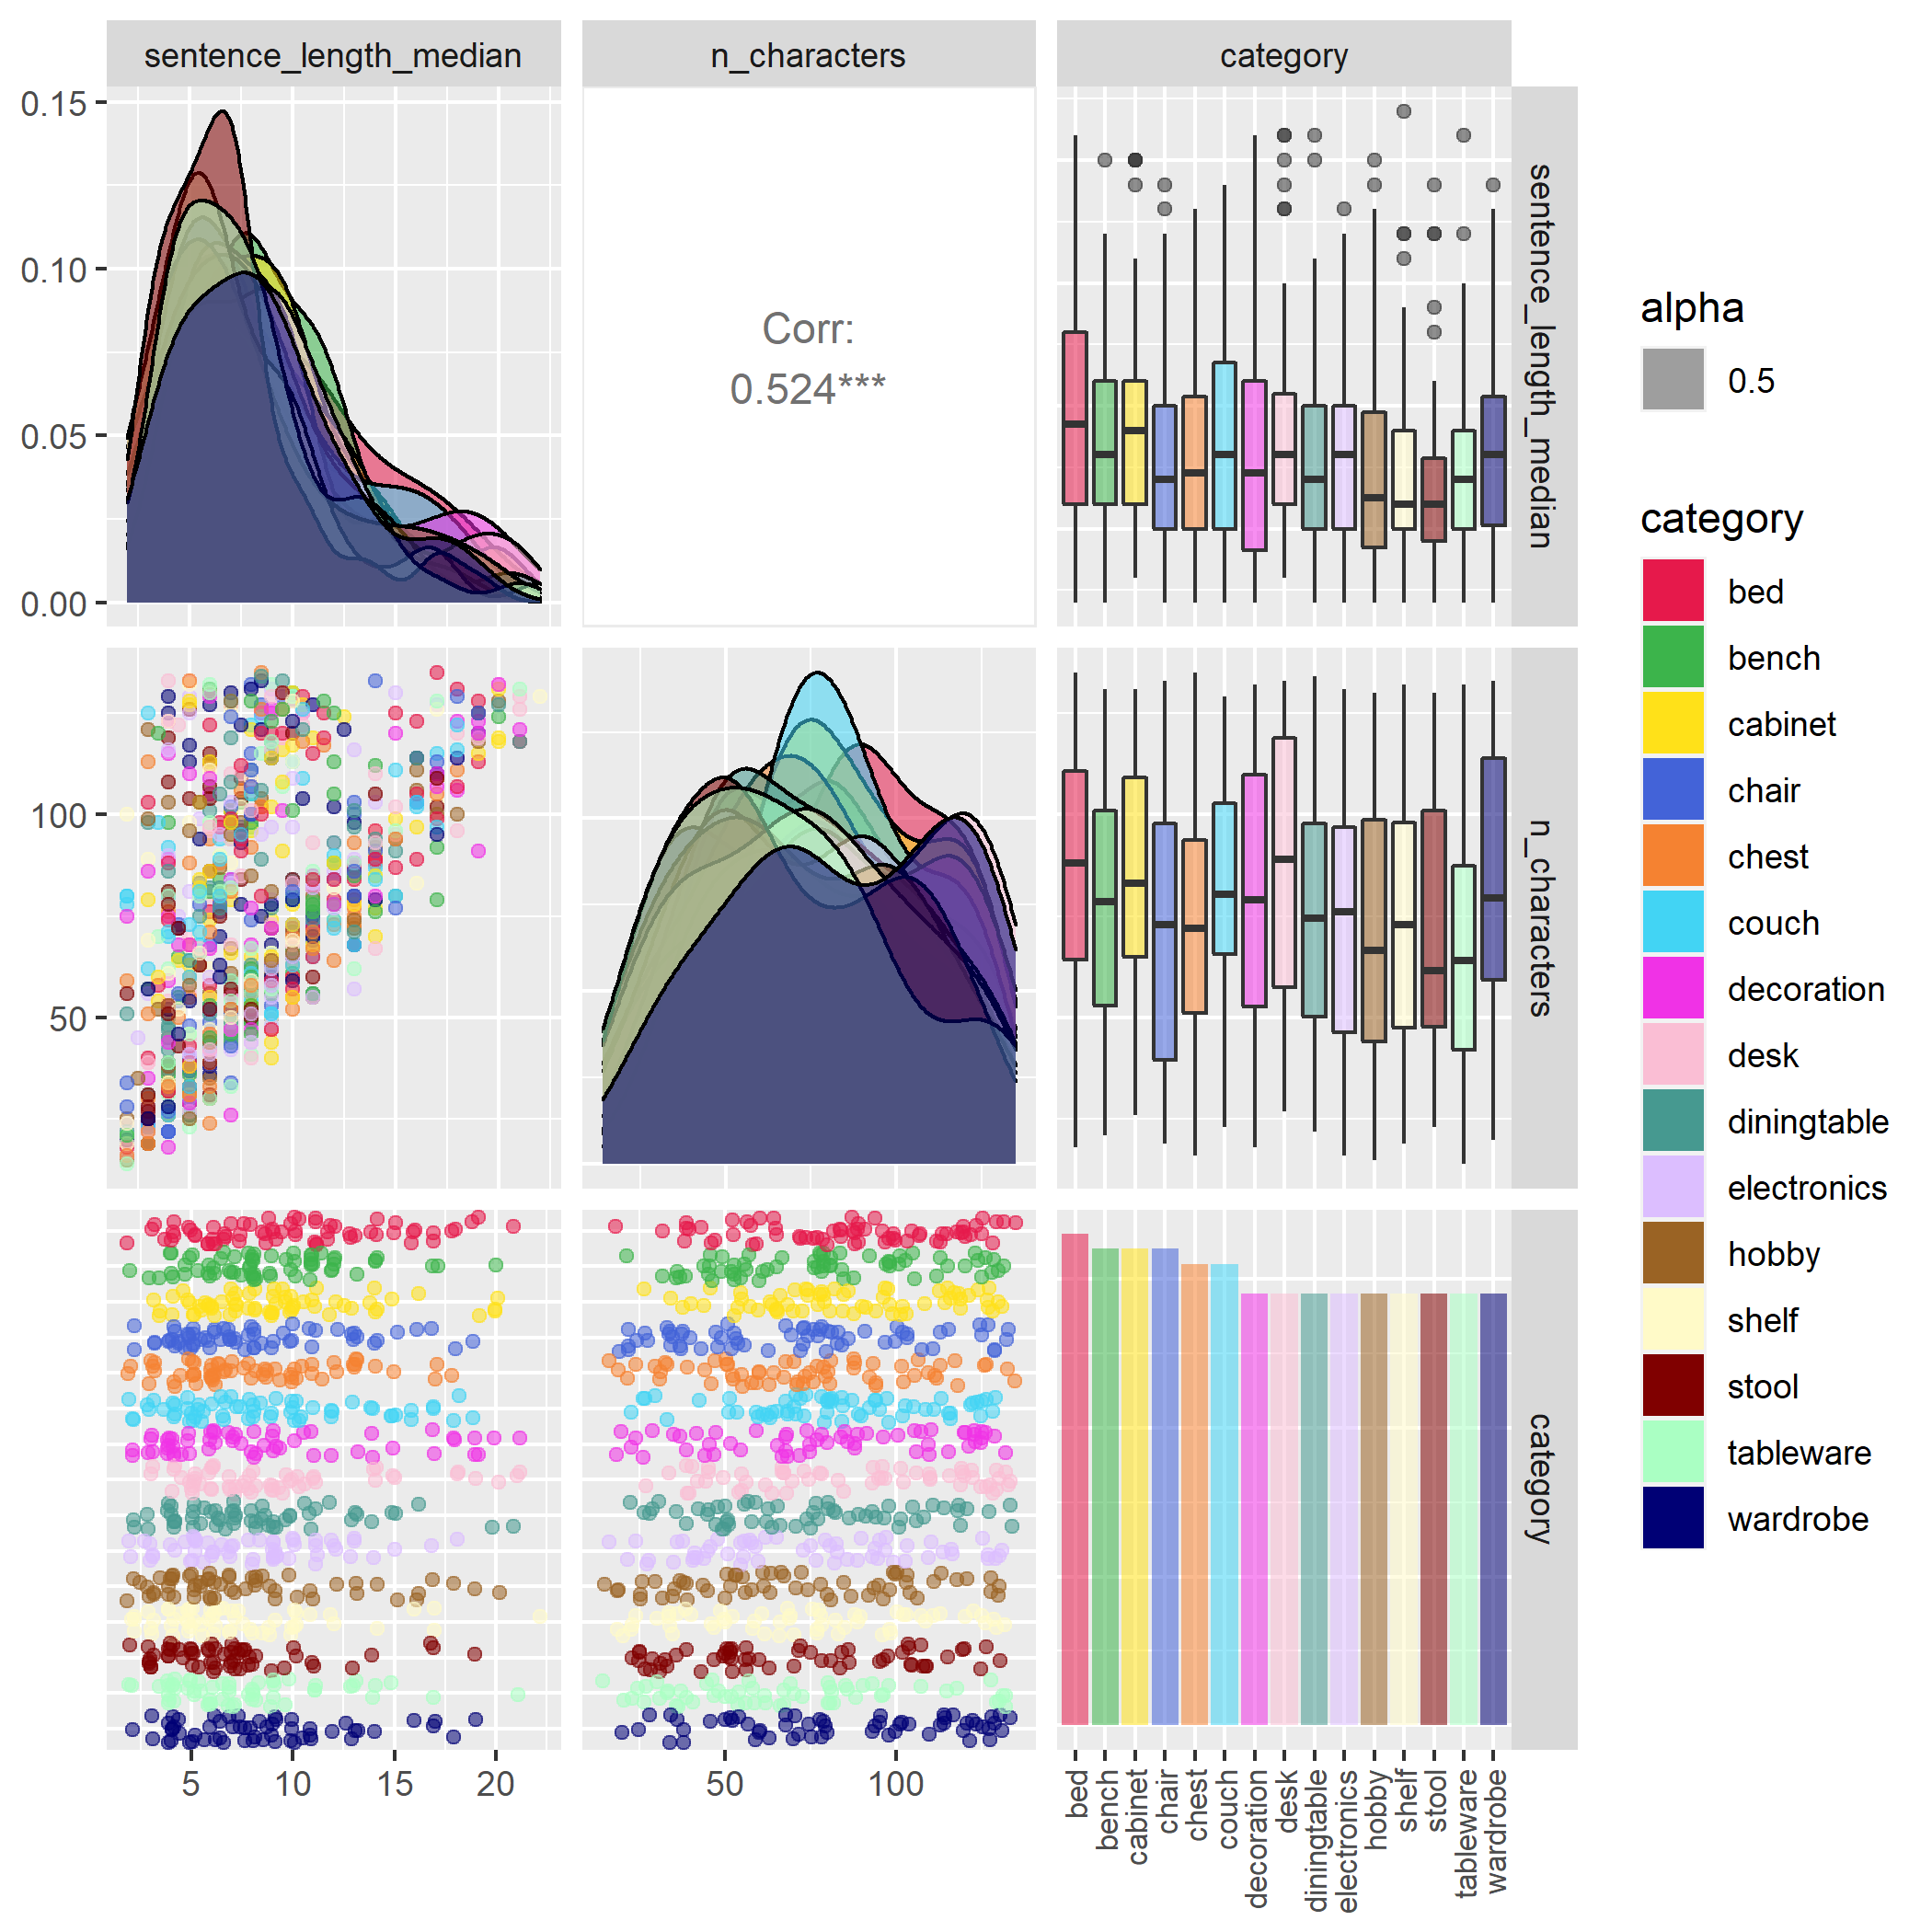 sentence_length_median
n_characters
category
0.15
0.10
0.05
0.00
Corr:
0.524***
sentence_length_median
100
50
n_characters
category
5
10
15
20
50
100
bed
bench
cabinet
chair
chest
couch
decoration
desk
diningtable
electronics
hobby
shelf
stool
tableware
wardrobe
alpha
0.5
category
bed
bench
cabinet
chair
chest
couch
decoration
desk
diningtable
electronics
hobby
shelf
stool
tableware
wardrobe